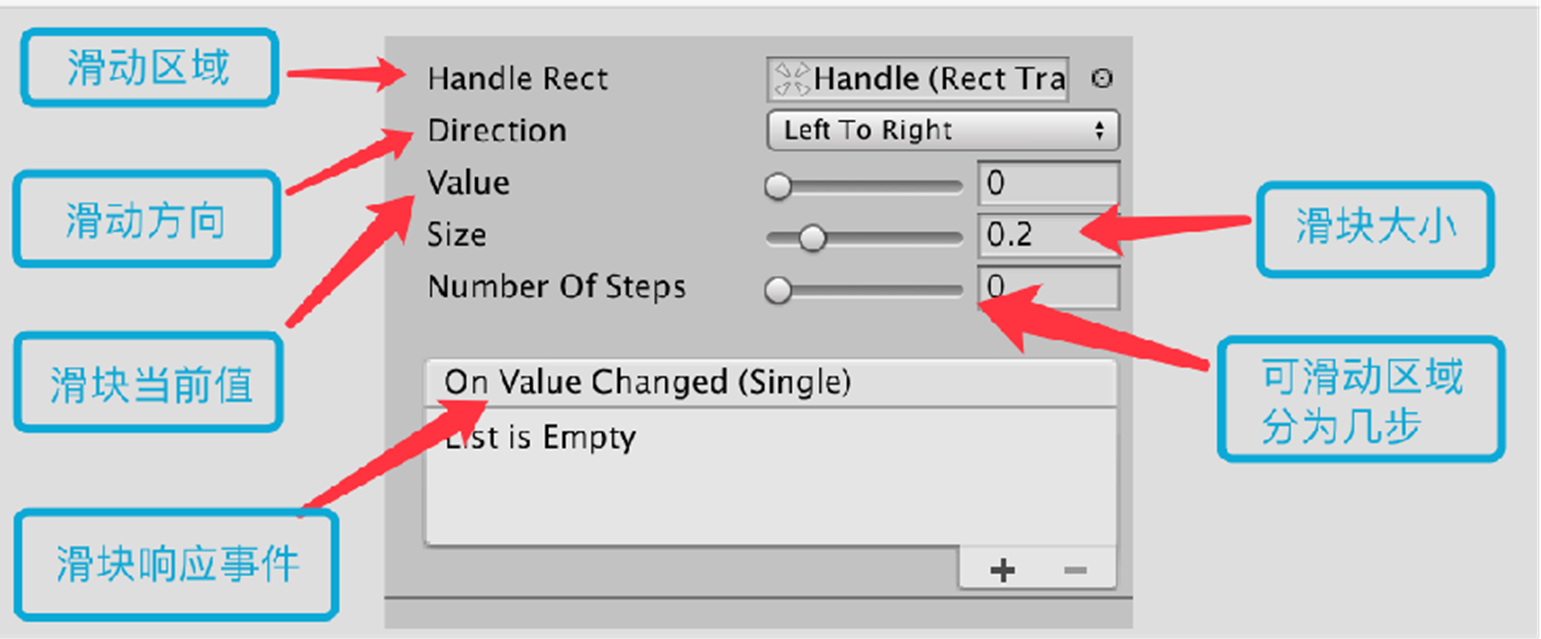 滑动区域
Handle Rect
Handle (Rect Tra
Direction
Left To Right
滑动方向
Value
0
Size
0.2
滑块大小
Number Of Steps
0
滑块当前值
可滑动区域
分为几步
On Value Changed (Single)
List is Empty
滑块响应事件